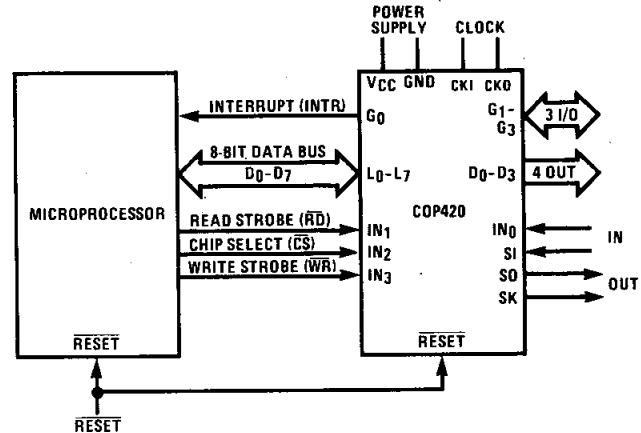 POWER
SUPPLY
CLOCK
VCC GND CKI CKO
INTERRUPT (INTR)
G0
G1-
G3
3 I/O
8-BIT DATA BUS
D0-D7
L0-L7
D0-D3
4 OUT
MICROPROCESSOR
COP420
READ STROBE (RD)
IN1
IN0
IN
CHIP SELECT (CS)
IN2
SI
WRITE STROBE (WR)
IN3
SO
OUT
SK
RESET
RESET
RESET